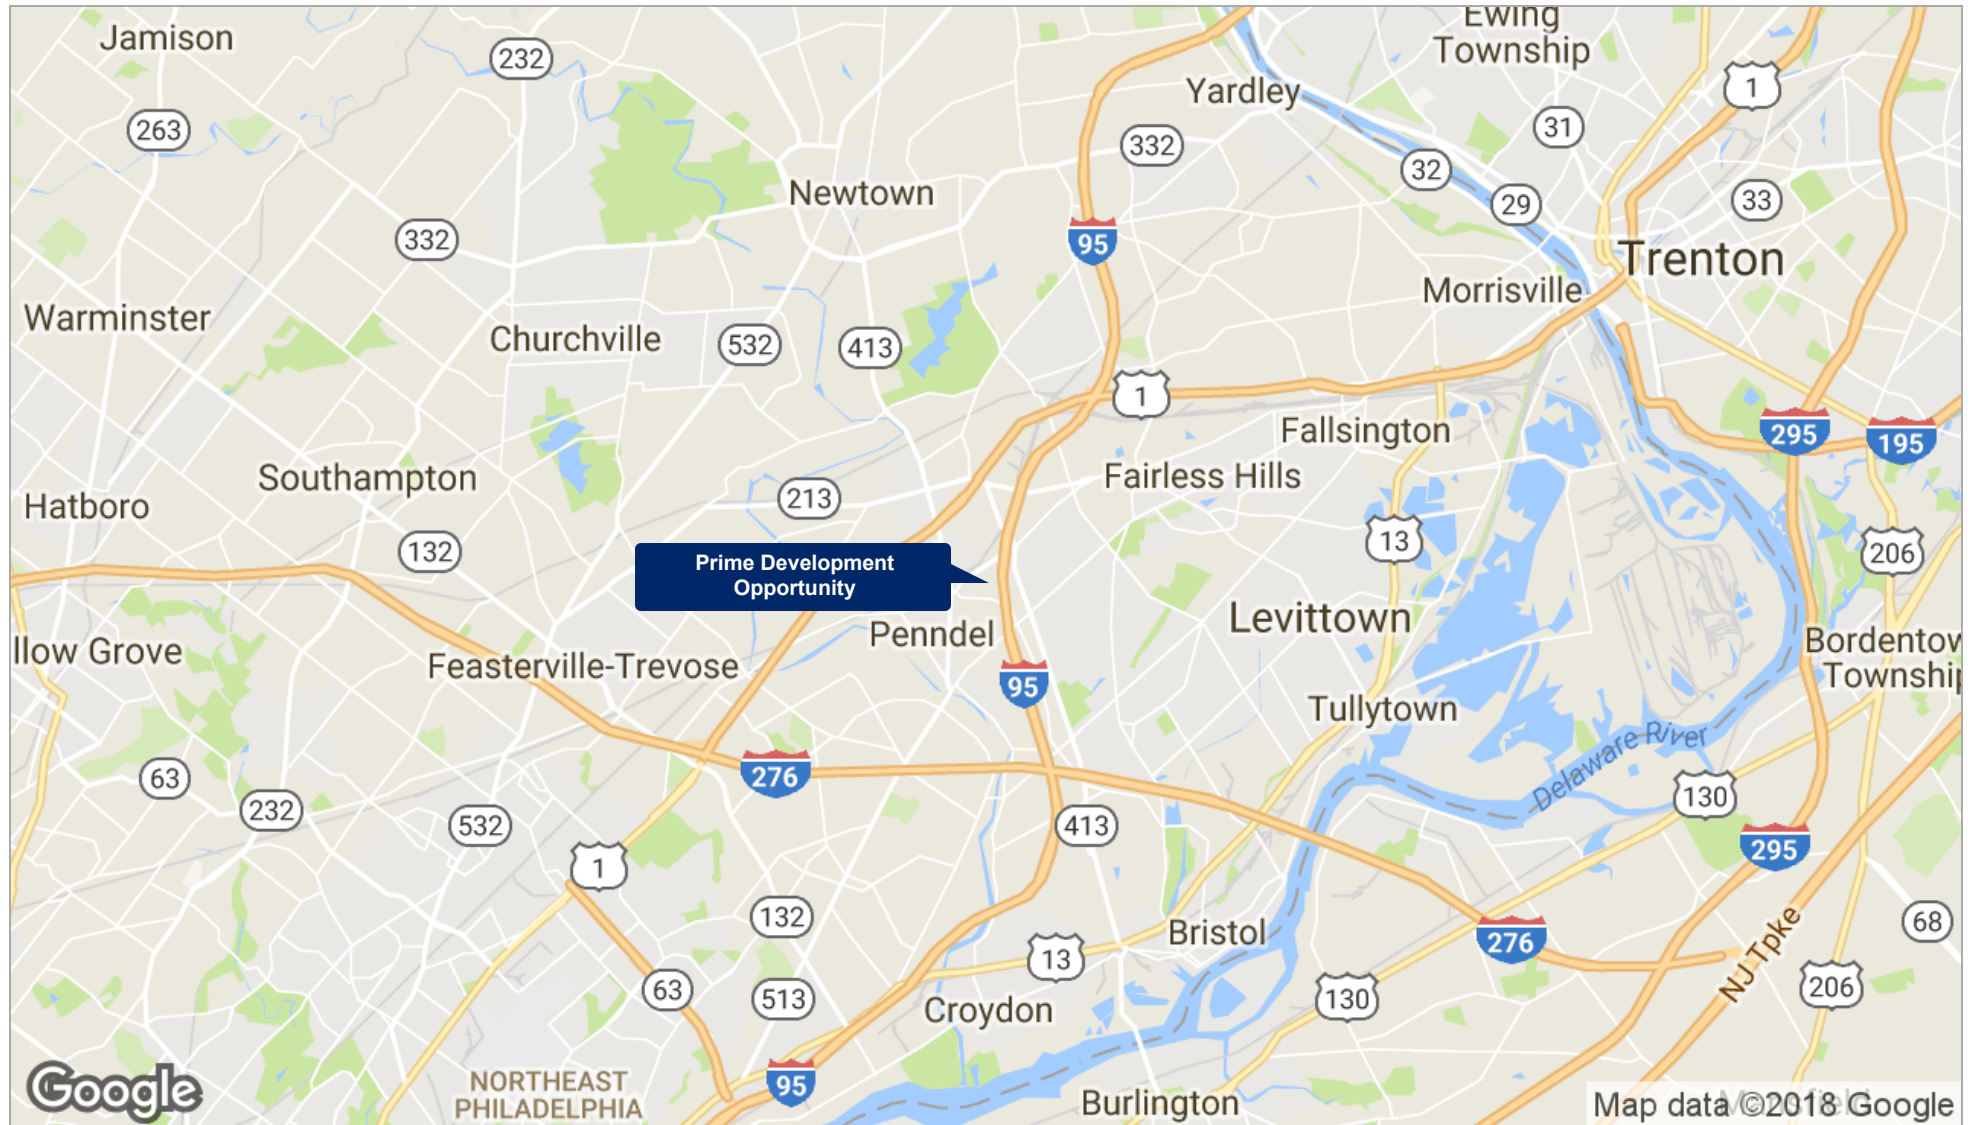 Jamison
232
Ewing
Township
1
Yardley
263
31
332
32
Newtown
29
33
332
95
Trenton
Morrisville
Warminster
Churchville
532
413
1
Fallsington
295
195
Southampton
Fairless Hills
Hatboro
213
132
13
206
Prime Development
Opportunity
Levittown
Penndel
llow Grove
Feasterville-Trevose
Bordentow
Township
95
Tullytown
Delaware River
63
276
232
532
413
130
1
295
132
Bristol
276
68
NJ Tpke
13
63
513
130
206
Croydon
Google
NORTHEAST
PHILADELPHIA
95
Burlington
Map data ©2018 Google